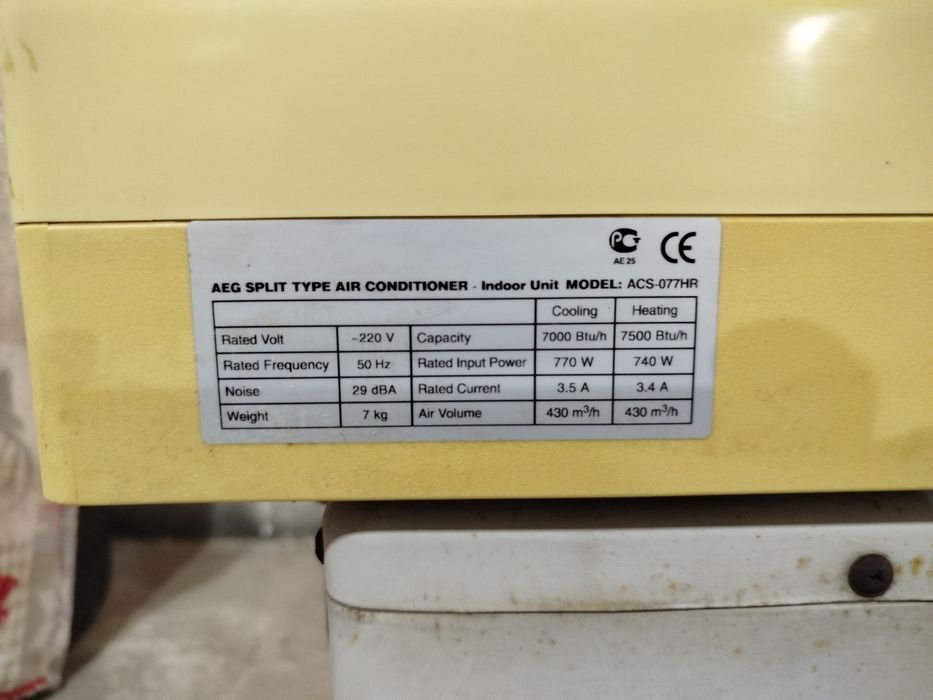 PCT CE
AE 25
AEG SPLIT TYPE AIR CONDITIONER - Indoor Unit MODEL: ACS-077HR
Cooling Heating
Rated Volt ~220 V Capacity 7000 Btu/h 7500 Btu/h
Rated Frequency 50 Hz Rated Input Power 770 W 740 W
Noise 29 dBA Rated Current 3.5 A 3.4 A
Weight 7 kg Air Volume 430 m³/h 430 m³/h